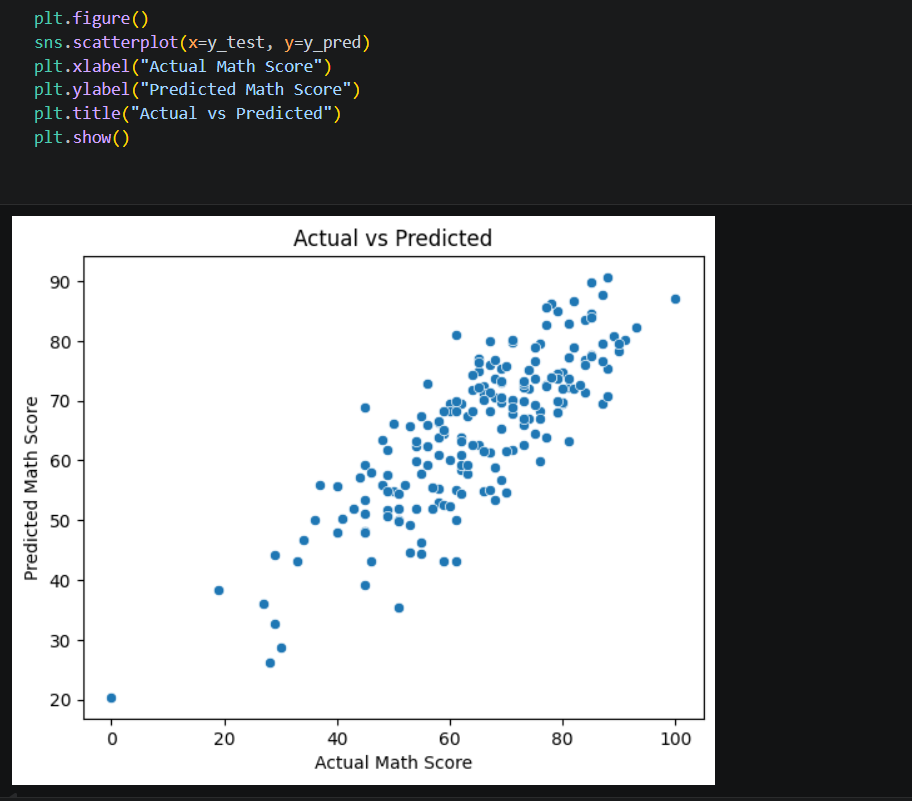 plt.figure()
sns.scatterplot(x=y_test, y=y_pred)
plt.xlabel("Actual Math Score")
plt.ylabel("Predicted Math Score")
plt.title("Actual vs Predicted")
plt.show()
Actual vs Predicted
Predicted Math Score
90
80
70
60
50
40
30
20
0 20 40 60 80 100
Actual Math Score